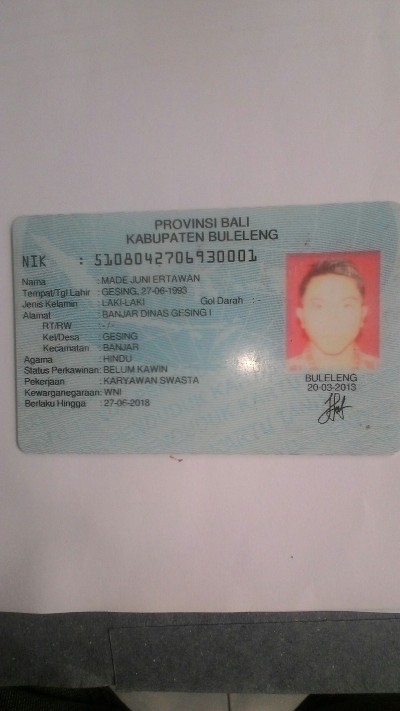 PROVINSI BALI
KABUPATEN BULELENG
NIK : 5108042706930001
Nama : MADE JUNI ERTAWAN
Tempat/Tgl Lahir : GESING, 27-06-1993
Jenis Kelamin : LAKI-LAKI Gol Darah : -
Alamat : BANJAR DINAS GESING I
RT/RW : - / -
Kel/Desa : GESING
Kecamatan : BANJAR
Agama : HINDU
Status Perkawinan: BELUM KAWIN
Pekerjaan : KARYAWAN SWASTA
Kewarganegaraan: WNI
Berlaku Hingga : 27-06-2018
BULELENG
20-03-2013